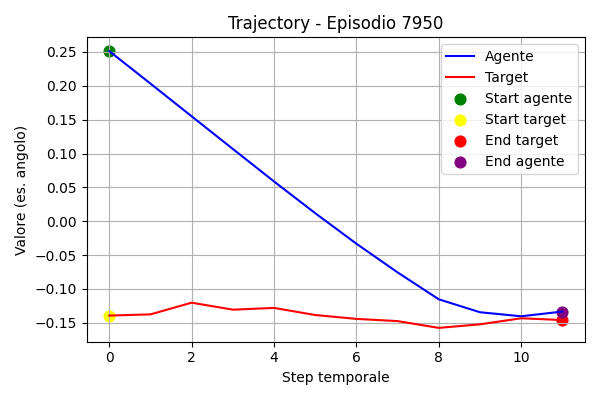 Trajectory - Episodio 7950
Valore (es. angolo)
0.25
0.20
0.15
0.10
0.05
0.00
−0.05
−0.10
−0.15
0 2 4 6 8 10
Step temporale
Agente
Target
Start agente
Start target
End target
End agente